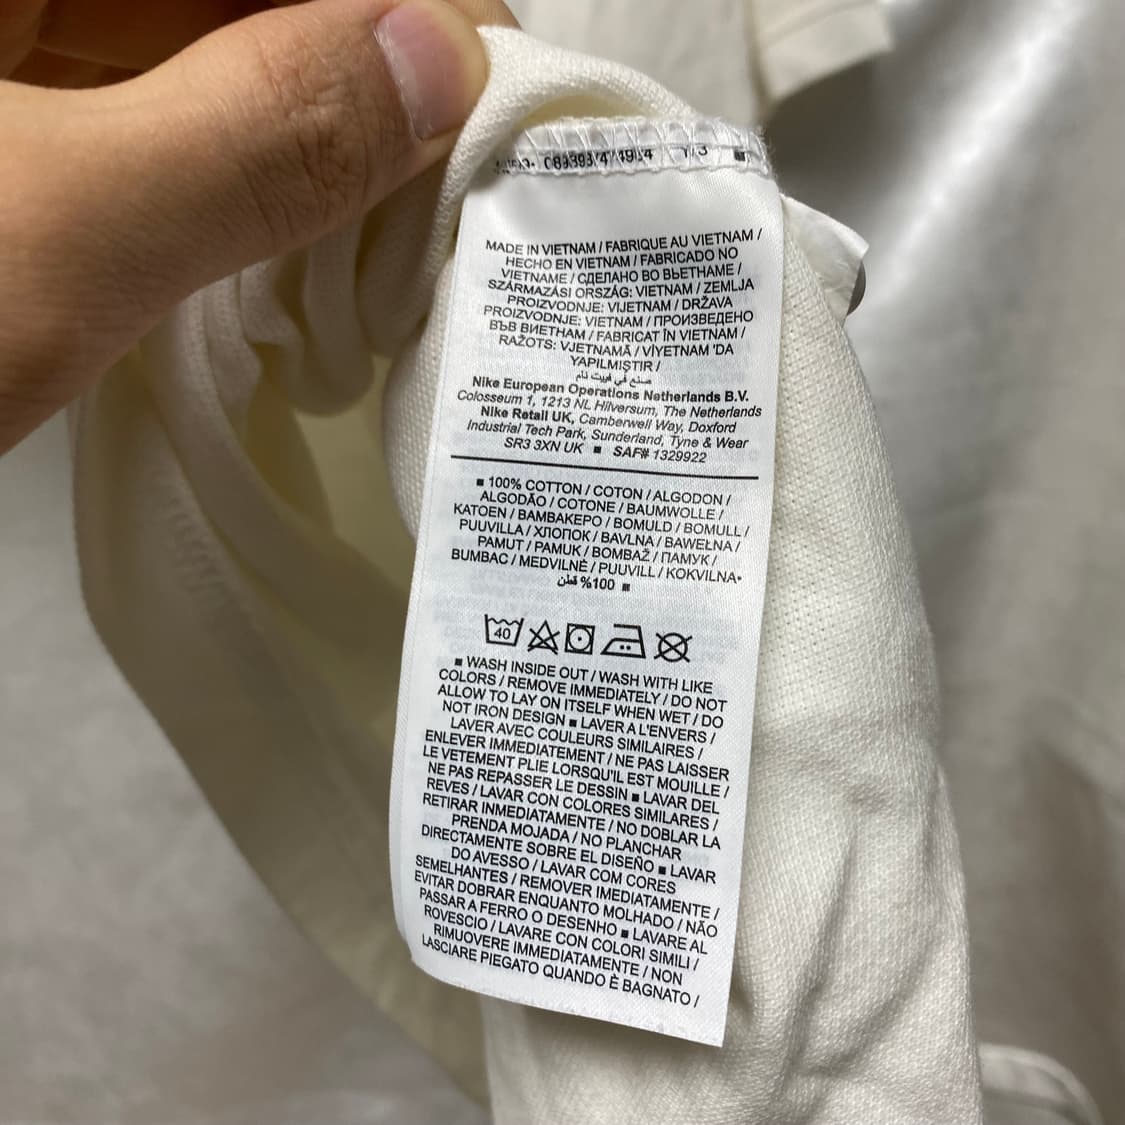 MADE IN VIETNAM / FABRIQUE AU VIETNAM /
HECHO EN VIETNAM / FABRICADO NO
VIETNAME / СДЕЛАНО ВО ВЬЕТНАМЕ /
SZÁRMAZÁSI ORSZÁG: VIETNAM / ZEMLJA
PROIZVODNJE: VIJETNAM / DRŽAVA
PROIZVODNJE: VIETNAM / ПРОИЗВЕДЕНО
ВЪВ ВИЕТНАМ / FABRICAT ÎN VIETNAM /
RAŽOTS: VJETNAMĀ / VİYETNAM 'DA
YAPILMIŞTIR /
صنع في فييت نام
Nike European Operations Netherlands B.V.
Colosseum 1, 1213 NL Hilversum, The Netherlands
Nike Retail UK, Camberwell Way, Doxford
Industrial Tech Park, Sunderland, Tyne & Wear
SR3 3XN UK ■ SAF# 1329922
■ 100% COTTON / COTON / ALGODON /
ALGODÃO / COTONE / BAUMWOLLE /
KATOEN / ΒΑΜΒΑΚΕΡΟ / BOMULD / BOMULL /
PUUVILLA / ХЛОПОК / BAVLNA / BAWEŁNA /
PAMUT / PAMUK / BOMBAŽ / ПАМУК /
BUMBAC / MEDVILNĖ / PUUVILL / KOKVILNA•
%100 قطن ■
40
■ WASH INSIDE OUT / WASH WITH LIKE
COLORS / REMOVE IMMEDIATELY / DO NOT
ALLOW TO LAY ON ITSELF WHEN WET / DO
NOT IRON DESIGN ■ LAVER A L'ENVERS /
LAVER AVEC COULEURS SIMILAIRES /
ENLEVER IMMEDIATEMENT / NE PAS LAISSER
LE VETEMENT PLIE LORSQU'IL EST MOUILLE /
NE PAS REPASSER LE DESSIN ■ LAVAR DEL
REVES / LAVAR CON COLORES SIMILARES /
RETIRAR INMEDIATAMENTE / NO DOBLAR LA
PRENDA MOJADA / NO PLANCHAR
DIRECTAMENTE SOBRE EL DISEÑO ■ LAVAR
DO AVESSO / LAVAR COM CORES
SEMELHANTES / REMOVER IMEDIATAMENTE /
EVITAR DOBRAR ENQUANTO MOLHADO / NÃO
PASSAR A FERRO O DESENHO ■ LAVARE AL
ROVESCIO / LAVARE CON COLORI SIMILI /
RIMUOVERE IMMEDIATAMENTE / NON
LASCIARE PIEGATO QUANDO È BAGNATO /